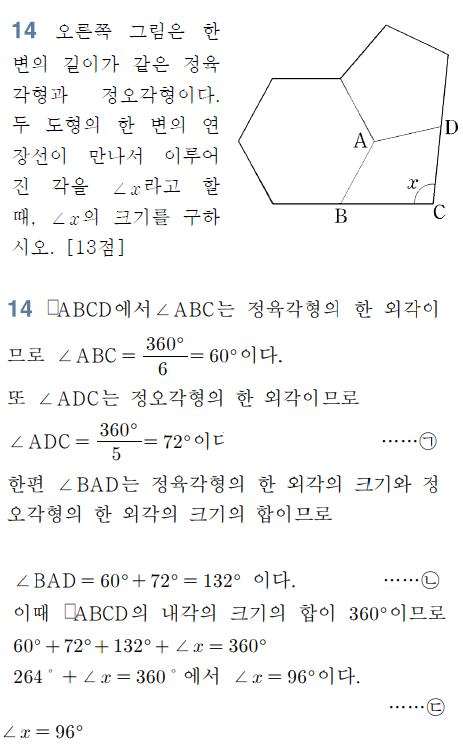 14 오른쪽 그림은 한
변의 길이가 같은 정육
각형과 정오각형이다.
두 도형의 한 변의 연
장선이 만나서 이루어
진 각을 ∠x라고 할
때, ∠x의 크기를 구하
시오. [13점]
A
D
x
B
C
14 □ABCD에서 ∠ABC는 정육각형의 한 외각이
므로 ∠ABC = 360°/6 = 60°이다.
또 ∠ADC는 정오각형의 한 외각이므로
∠ADC = 360°/5 = 72°이다 ……㉠
한편 ∠BAD는 정육각형의 한 외각의 크기와 정
오각형의 한 외각의 크기의 합이므로
∠BAD = 60° + 72° = 132° 이다. ……㉡
이때 □ABCD의 내각의 크기의 합이 360°이므로
60° + 72° + 132° + ∠x = 360°
264° + ∠x = 360°에서 ∠x = 96°이다.
……㉢
∠x = 96°